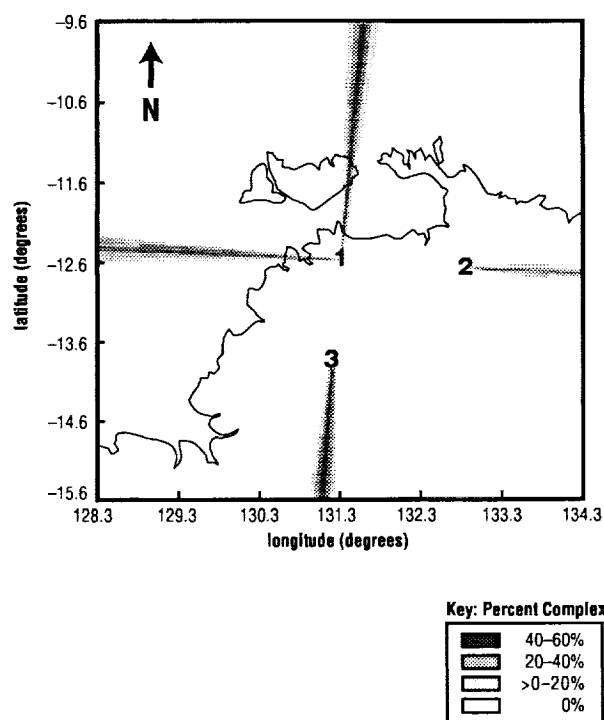 −9.6
−10.6
−11.6
−12.6
−13.6
−14.6
−15.6
latitude (degrees)
N
1
2
3
128.3 129.3 130.3 131.3 132.3 133.3 134.3
longitude (degrees)
Key: Percent Complex
40–60%
20–40%
>0–20%
0%